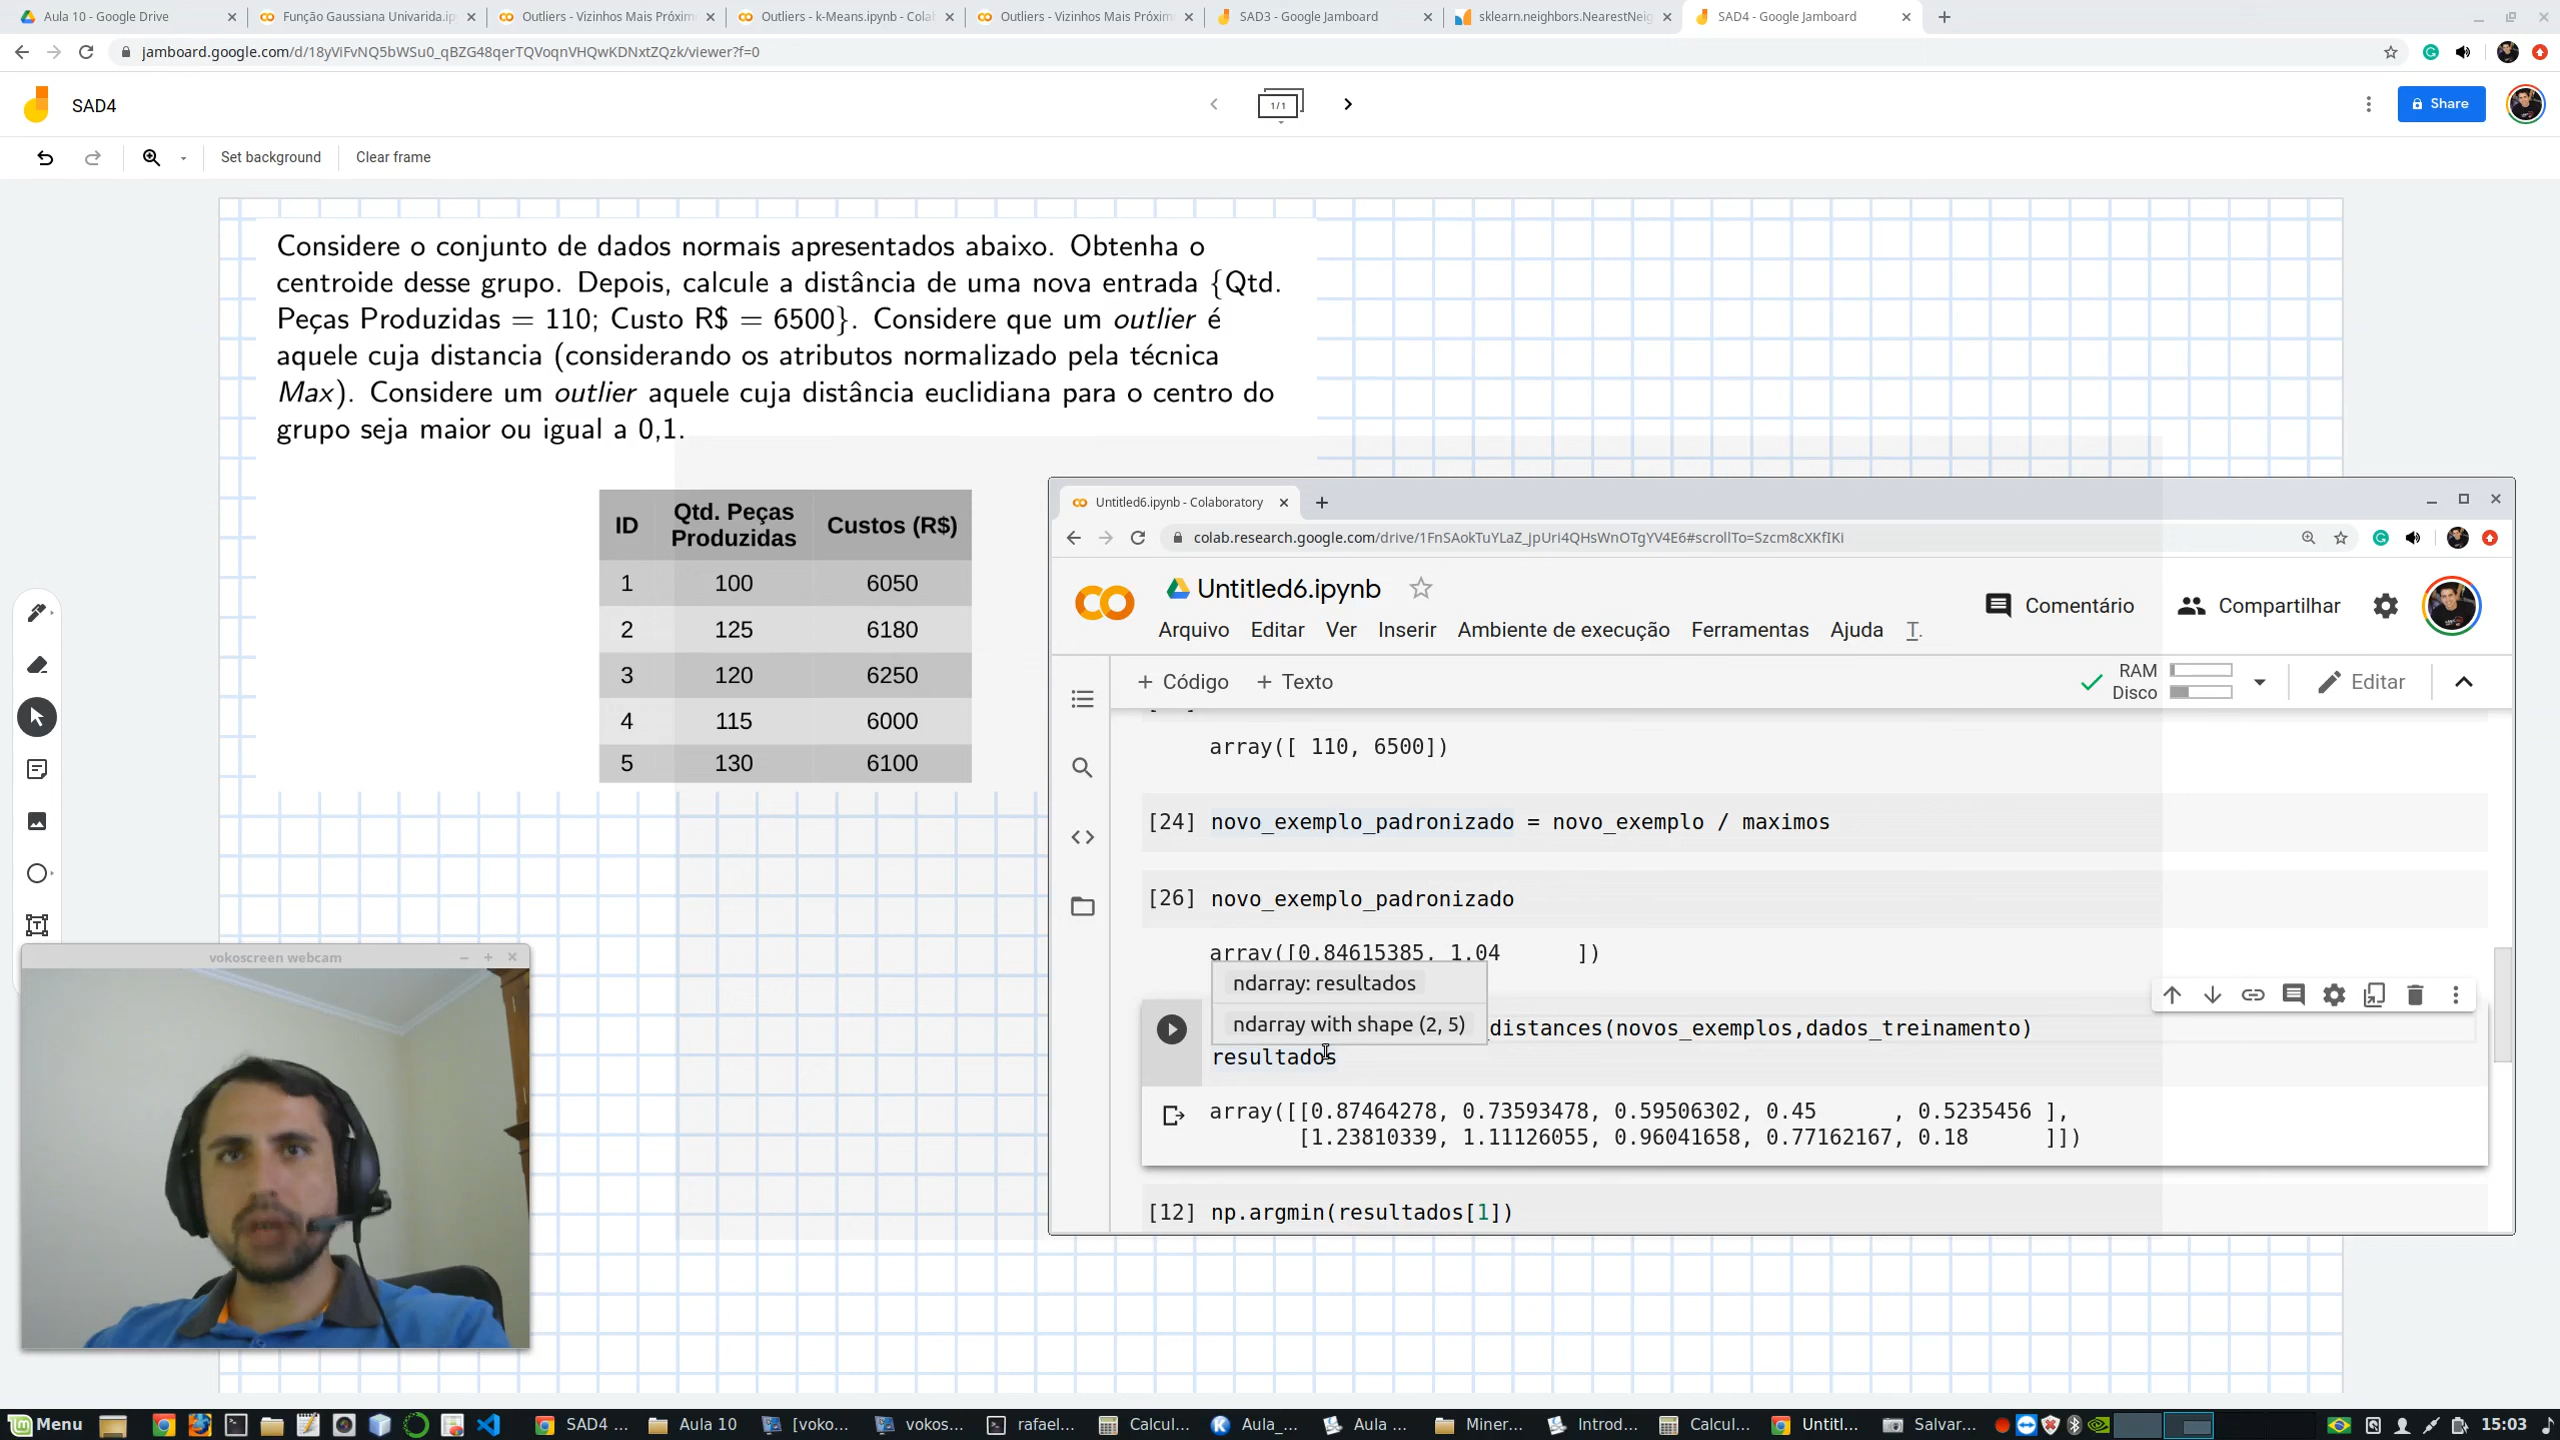 Aula 10 - Google Drive
Função Gaussiana Univarida.ip
Outliers - Vizinhos Mais Próxim
Outliers - k-Means.ipynb - Cola
Outliers - Vizinhos Mais Próxim
SAD3 - Google Jamboard
sklearn.neighbors.NearestNeig
SAD4 - Google Jamboard
jamboard.google.com/d/18yViFvNQ5bWSu0_qBZG48qerTQVoqnVHQwKDNxtZQzk/viewer?f=0
SAD4
1/1
Share
Set background
Clear frame
Considere o conjunto de dados normais apresentados abaixo. Obtenha o
centroide desse grupo. Depois, calcule a distância de uma nova entrada {Qtd.
Peças Produzidas = 110; Custo R$ = 6500}. Considere que um outlier é
aquele cuja distancia (considerando os atributos normalizado pela técnica
Max). Considere um outlier aquele cuja distância euclidiana para o centro do
grupo seja maior ou igual a 0,1.
ID Qtd. Peças Produzidas Custos (R$)
1 100 6050
2 125 6180
3 120 6250
4 115 6000
5 130 6100
Untitled6.ipynb - Colaboratory
colab.research.google.com/drive/1FnSAokTuYLaZ_jpUri4QHsWnOTgYV4E6#scrollTo=Szcm8cXKfIKi
Untitled6.ipynb
Comentário
Compartilhar
Arquivo Editar Ver Inserir Ambiente de execução Ferramentas Ajuda T.
+ Código + Texto
RAM
Disco
Editar
array([ 110, 6500])
[24] novo_exemplo_padronizado = novo_exemplo / maximos
[26] novo_exemplo_padronizado
array([0.84615385, 1.04 ])
ndarray: resultados
ndarray with shape (2, 5)
_distances(novos_exemplos,dados_treinamento)
resultados
array([[0.87464278, 0.73593478, 0.59506302, 0.45 , 0.5235456 ],
[1.23810339, 1.11126055, 0.96041658, 0.77162167, 0.18 ]])
[12] np.argmin(resultados[1])
vokoscreen webcam
Menu
SAD4 ...
Aula 10
[voko...
vokos...
rafael...
Calcul...
Aula_...
Aula ...
Miner...
Introd...
Calcul...
Untitl...
Salvar...
15:03